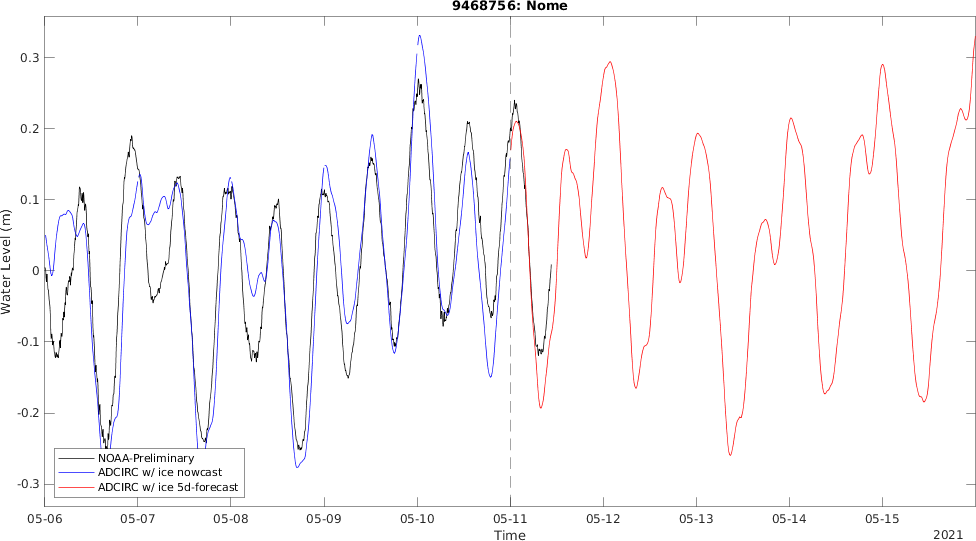 9468756: Nome
Water Level (m)
0.3
0.2
0.1
0
-0.1
-0.2
-0.3
NOAA-Preliminary
ADCIRC w/ ice nowcast
ADCIRC w/ ice 5d-forecast
05-06 05-07 05-08 05-09 05-10 05-11 05-12 05-13 05-14 05-15
Time
2021